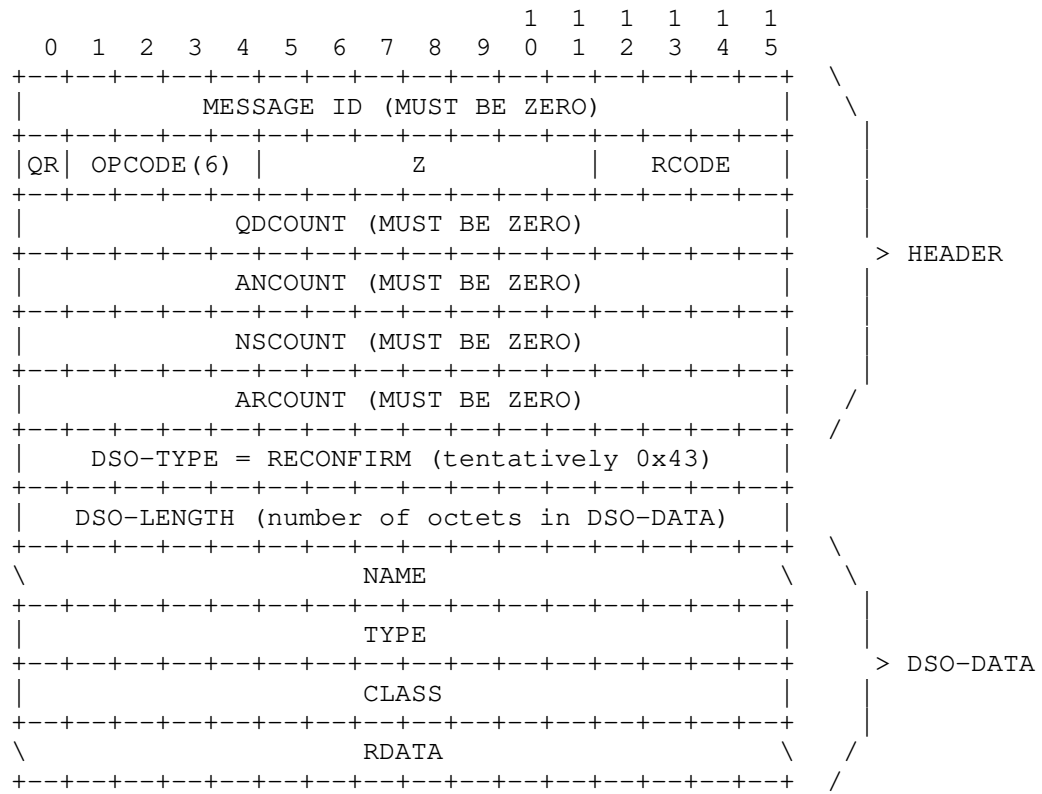 1 1 1 1 1 1
0 1 2 3 4 5 6 7 8 9 0 1 2 3 4 5
MESSAGE ID (MUST BE ZERO)
|QR| OPCODE(6) | Z | RCODE |
QDCOUNT (MUST BE ZERO)
> HEADER
ANCOUNT (MUST BE ZERO)
NSCOUNT (MUST BE ZERO)
ARCOUNT (MUST BE ZERO)
DSO-TYPE = RECONFIRM (tentatively 0x43)
DSO-LENGTH (number of octets in DSO-DATA)
NAME
TYPE
> DSO-DATA
CLASS
RDATA